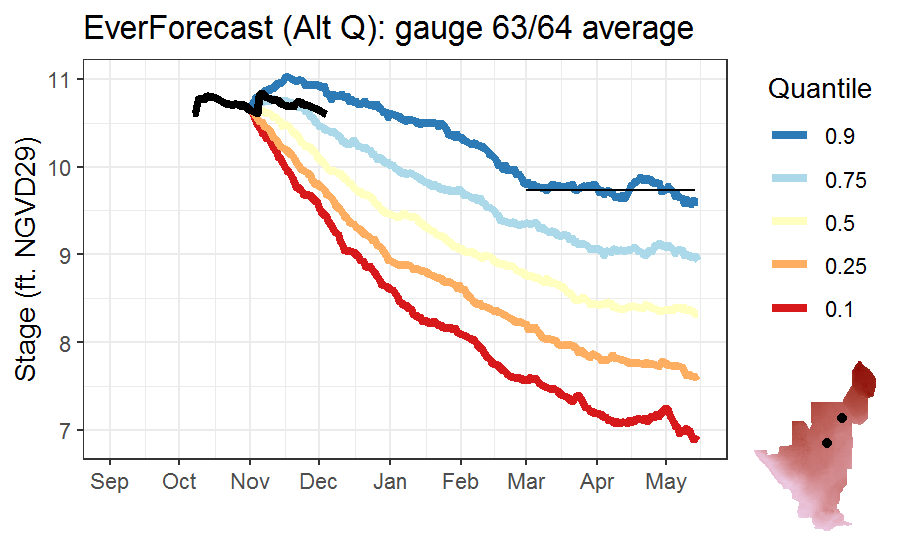 EverForecast (Alt Q): gauge 63/64 average
Stage (ft. NGVD29)
11
10
9
8
7
Sep Oct Nov Dec Jan Feb Mar Apr May
Quantile
0.9
0.75
0.5
0.25
0.1